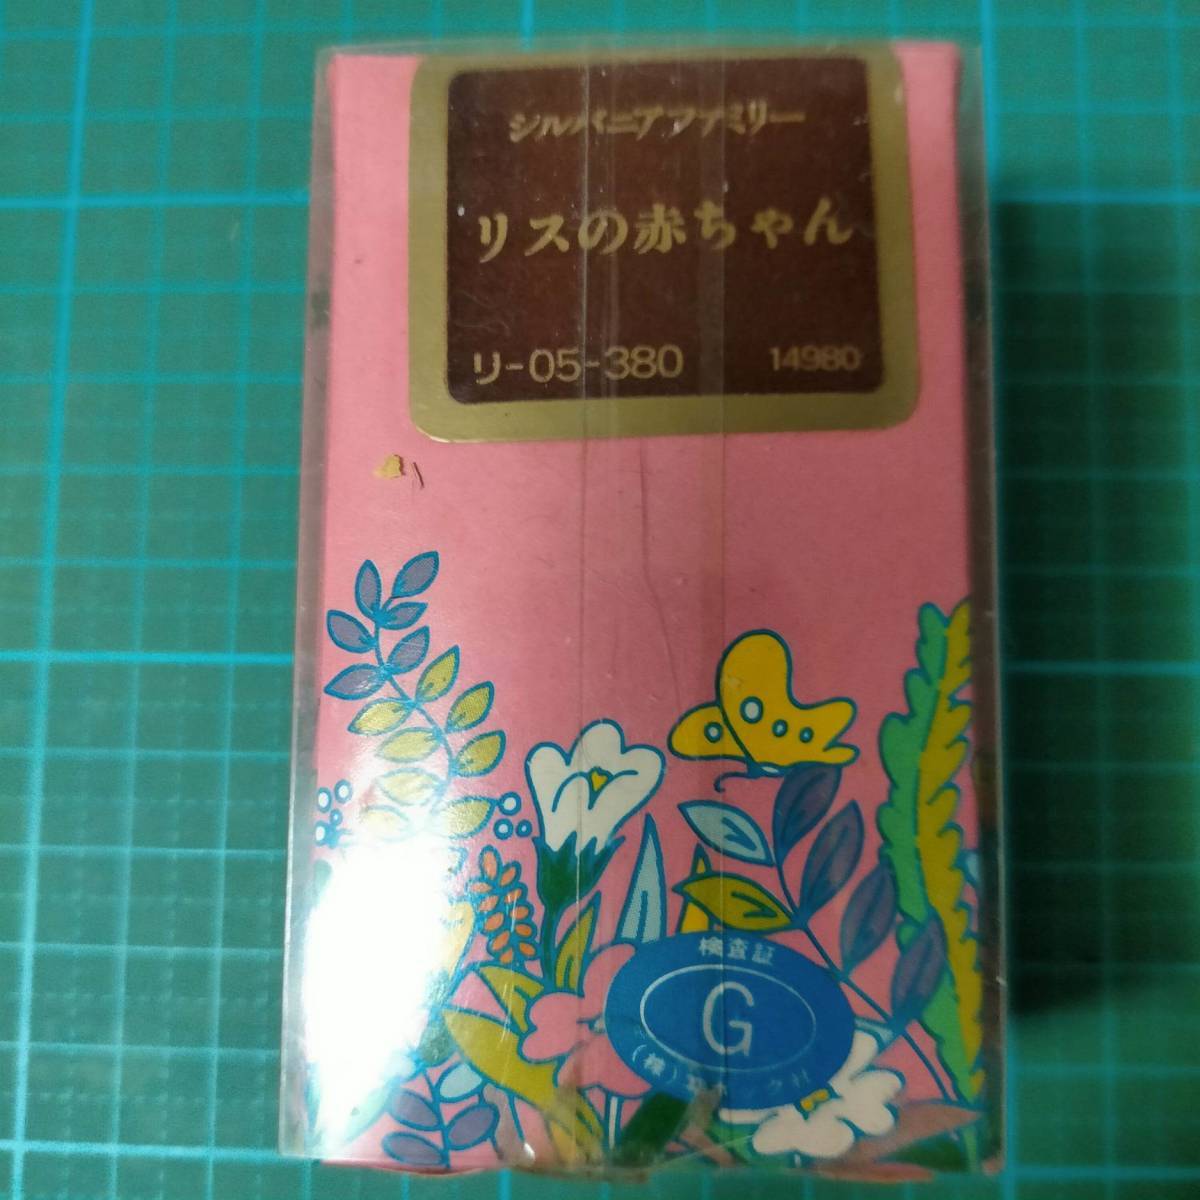 シルバニアファミリー
リスの赤ちゃん
リ-05-380 14980
検査証
G
(株)